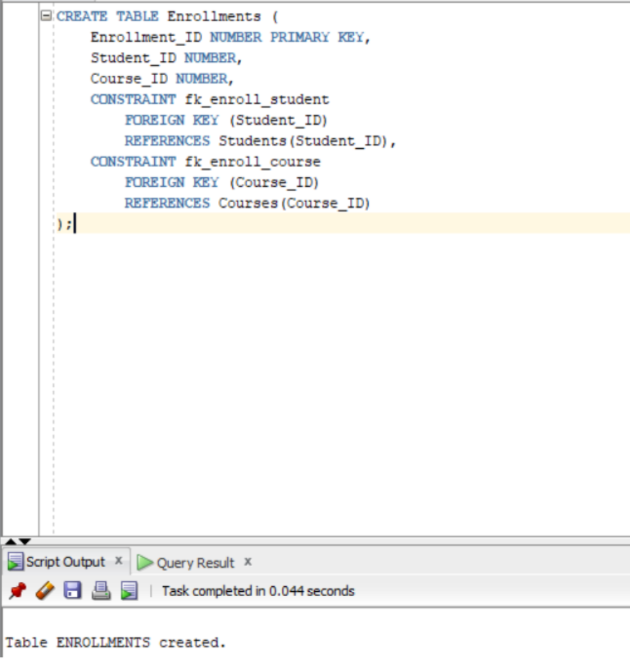 CREATE TABLE Enrollments (
    Enrollment_ID NUMBER PRIMARY KEY,
    Student_ID NUMBER,
    Course_ID NUMBER,
    CONSTRAINT fk_enroll_student
        FOREIGN KEY (Student_ID)
        REFERENCES Students(Student_ID),
    CONSTRAINT fk_enroll_course
        FOREIGN KEY (Course_ID)
        REFERENCES Courses(Course_ID)
);
Script Output x Query Result x
Task completed in 0.044 seconds
Table ENROLLMENTS created.